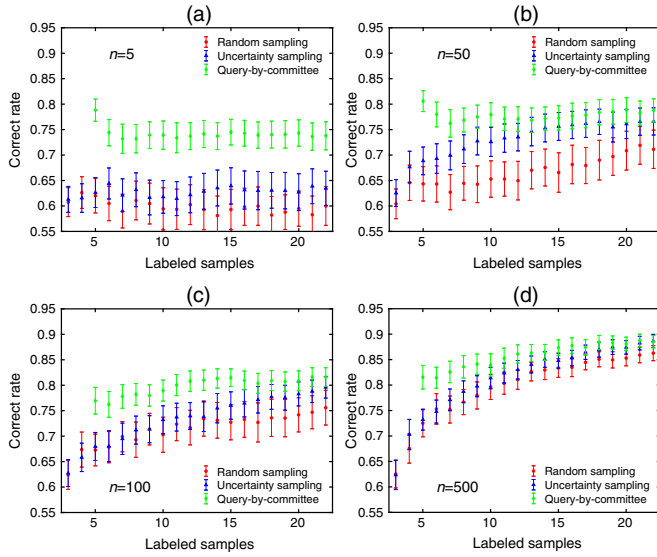 (a)
0.95
0.9
0.85
0.8
0.75
0.7
0.65
0.6
0.55
Correct rate
n=5
Random sampling
Uncertainty sampling
Query-by-committee
5 10 15 20
Labeled samples
(b)
0.95
0.9
0.85
0.8
0.75
0.7
0.65
0.6
0.55
Correct rate
n=50
Random sampling
Uncertainty sampling
Query-by-committee
5 10 15 20
Labeled samples
(c)
0.95
0.9
0.85
0.8
0.75
0.7
0.65
0.6
0.55
Correct rate
Random sampling
Uncertainty sampling
Query-by-committee
n=100
5 10 15 20
Labeled samples
(d)
0.95
0.9
0.85
0.8
0.75
0.7
0.65
0.6
0.55
Correct rate
Random sampling
Uncertainty sampling
Query-by-committee
n=500
5 10 15 20
Labeled samples